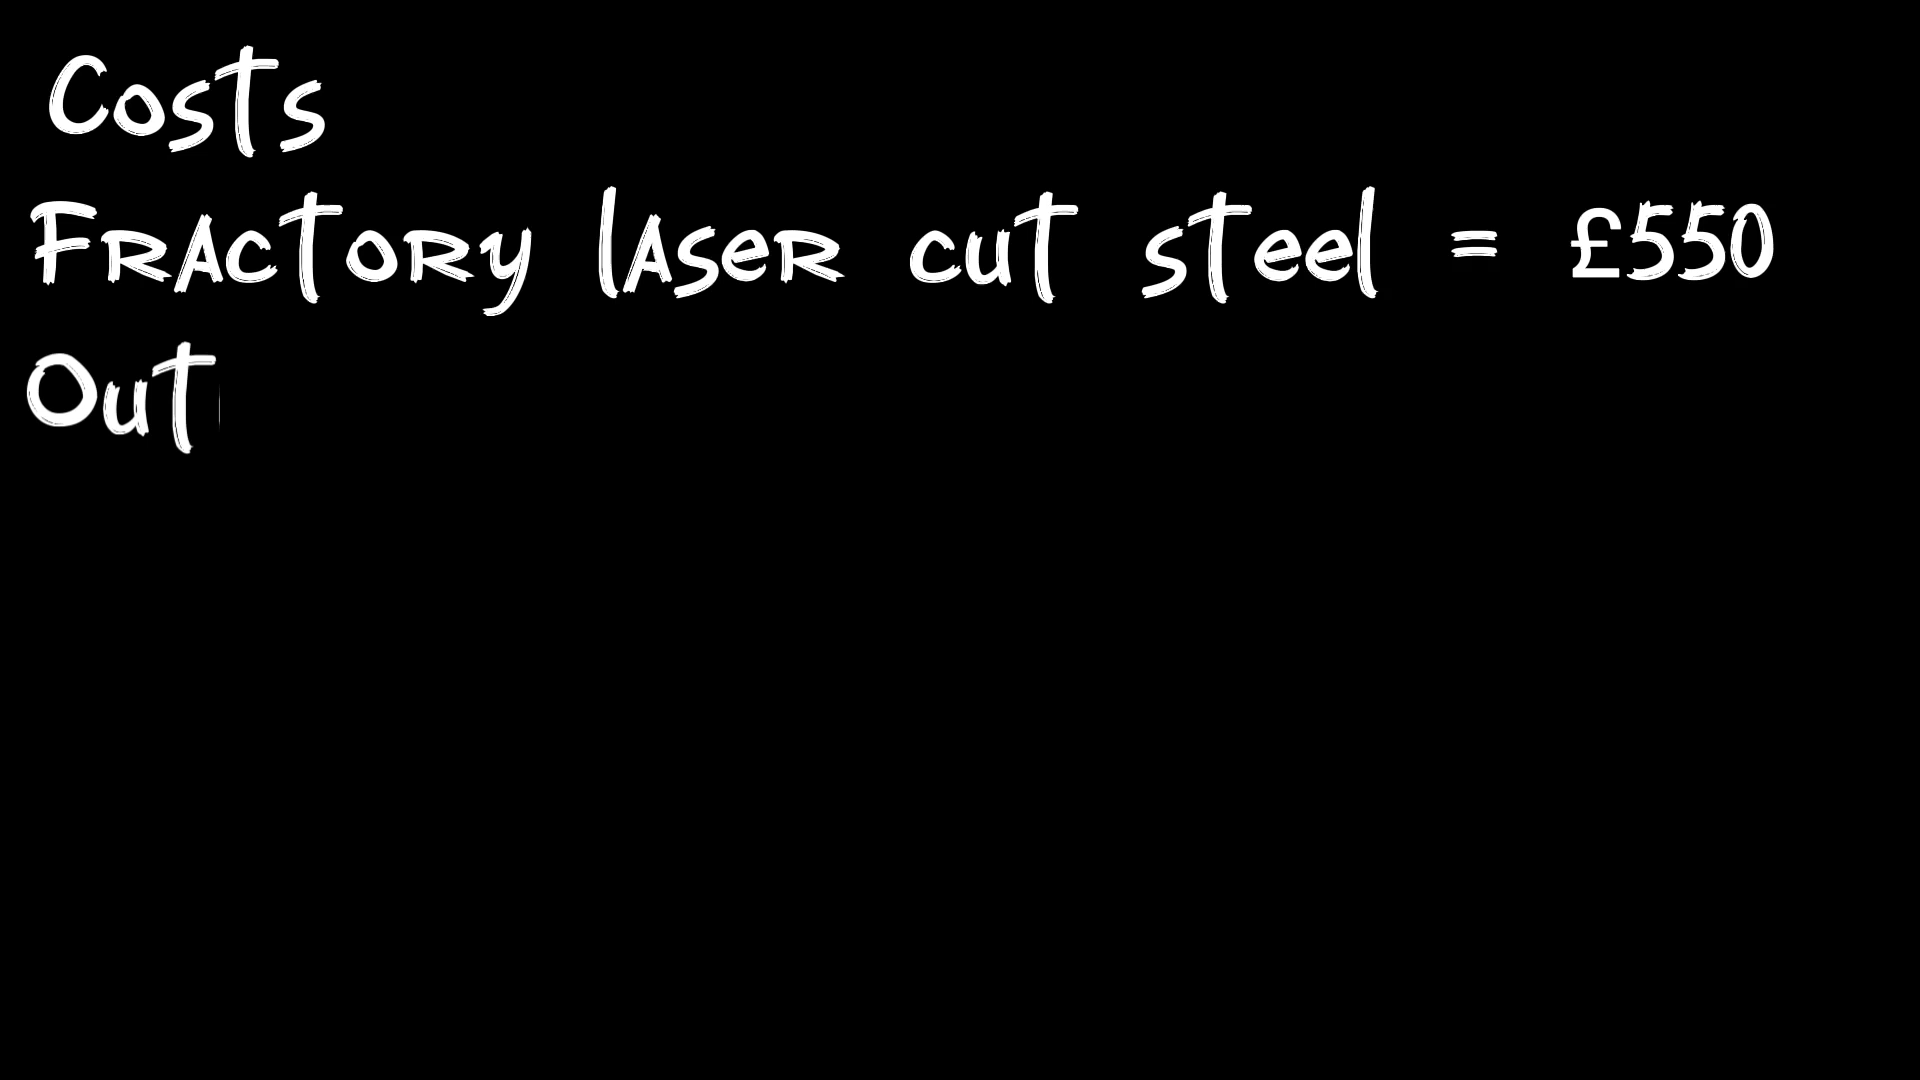 Costs
Fractory laser cut steel = £550
Out